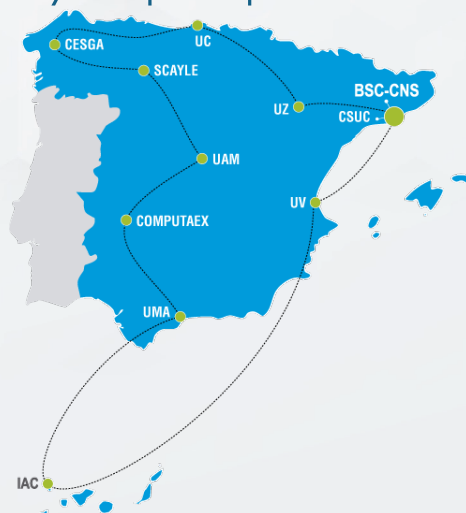 CESGA
UC
SCAYLE
BSC-CNS
UZ
CSUC
UAM
UV
COMPUTAEX
UMA
IAC